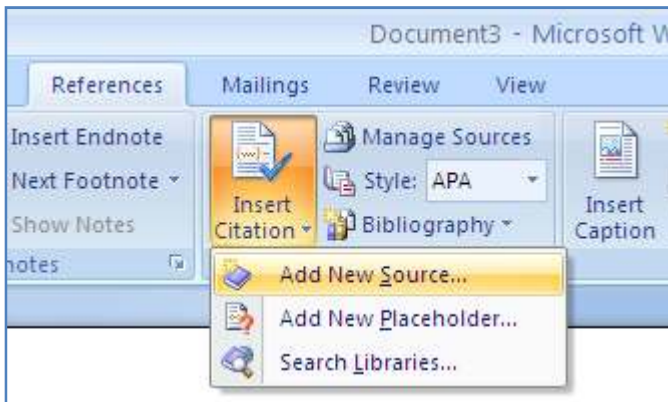 Document3 - Microsoft W
References Mailings Review View
Insert Endnote
Next Footnote
Show Notes
notes
Insert
Citation
Manage Sources
Style: APA
Bibliography
Insert
Caption
Add New Source...
Add New Placeholder...
Search Libraries...